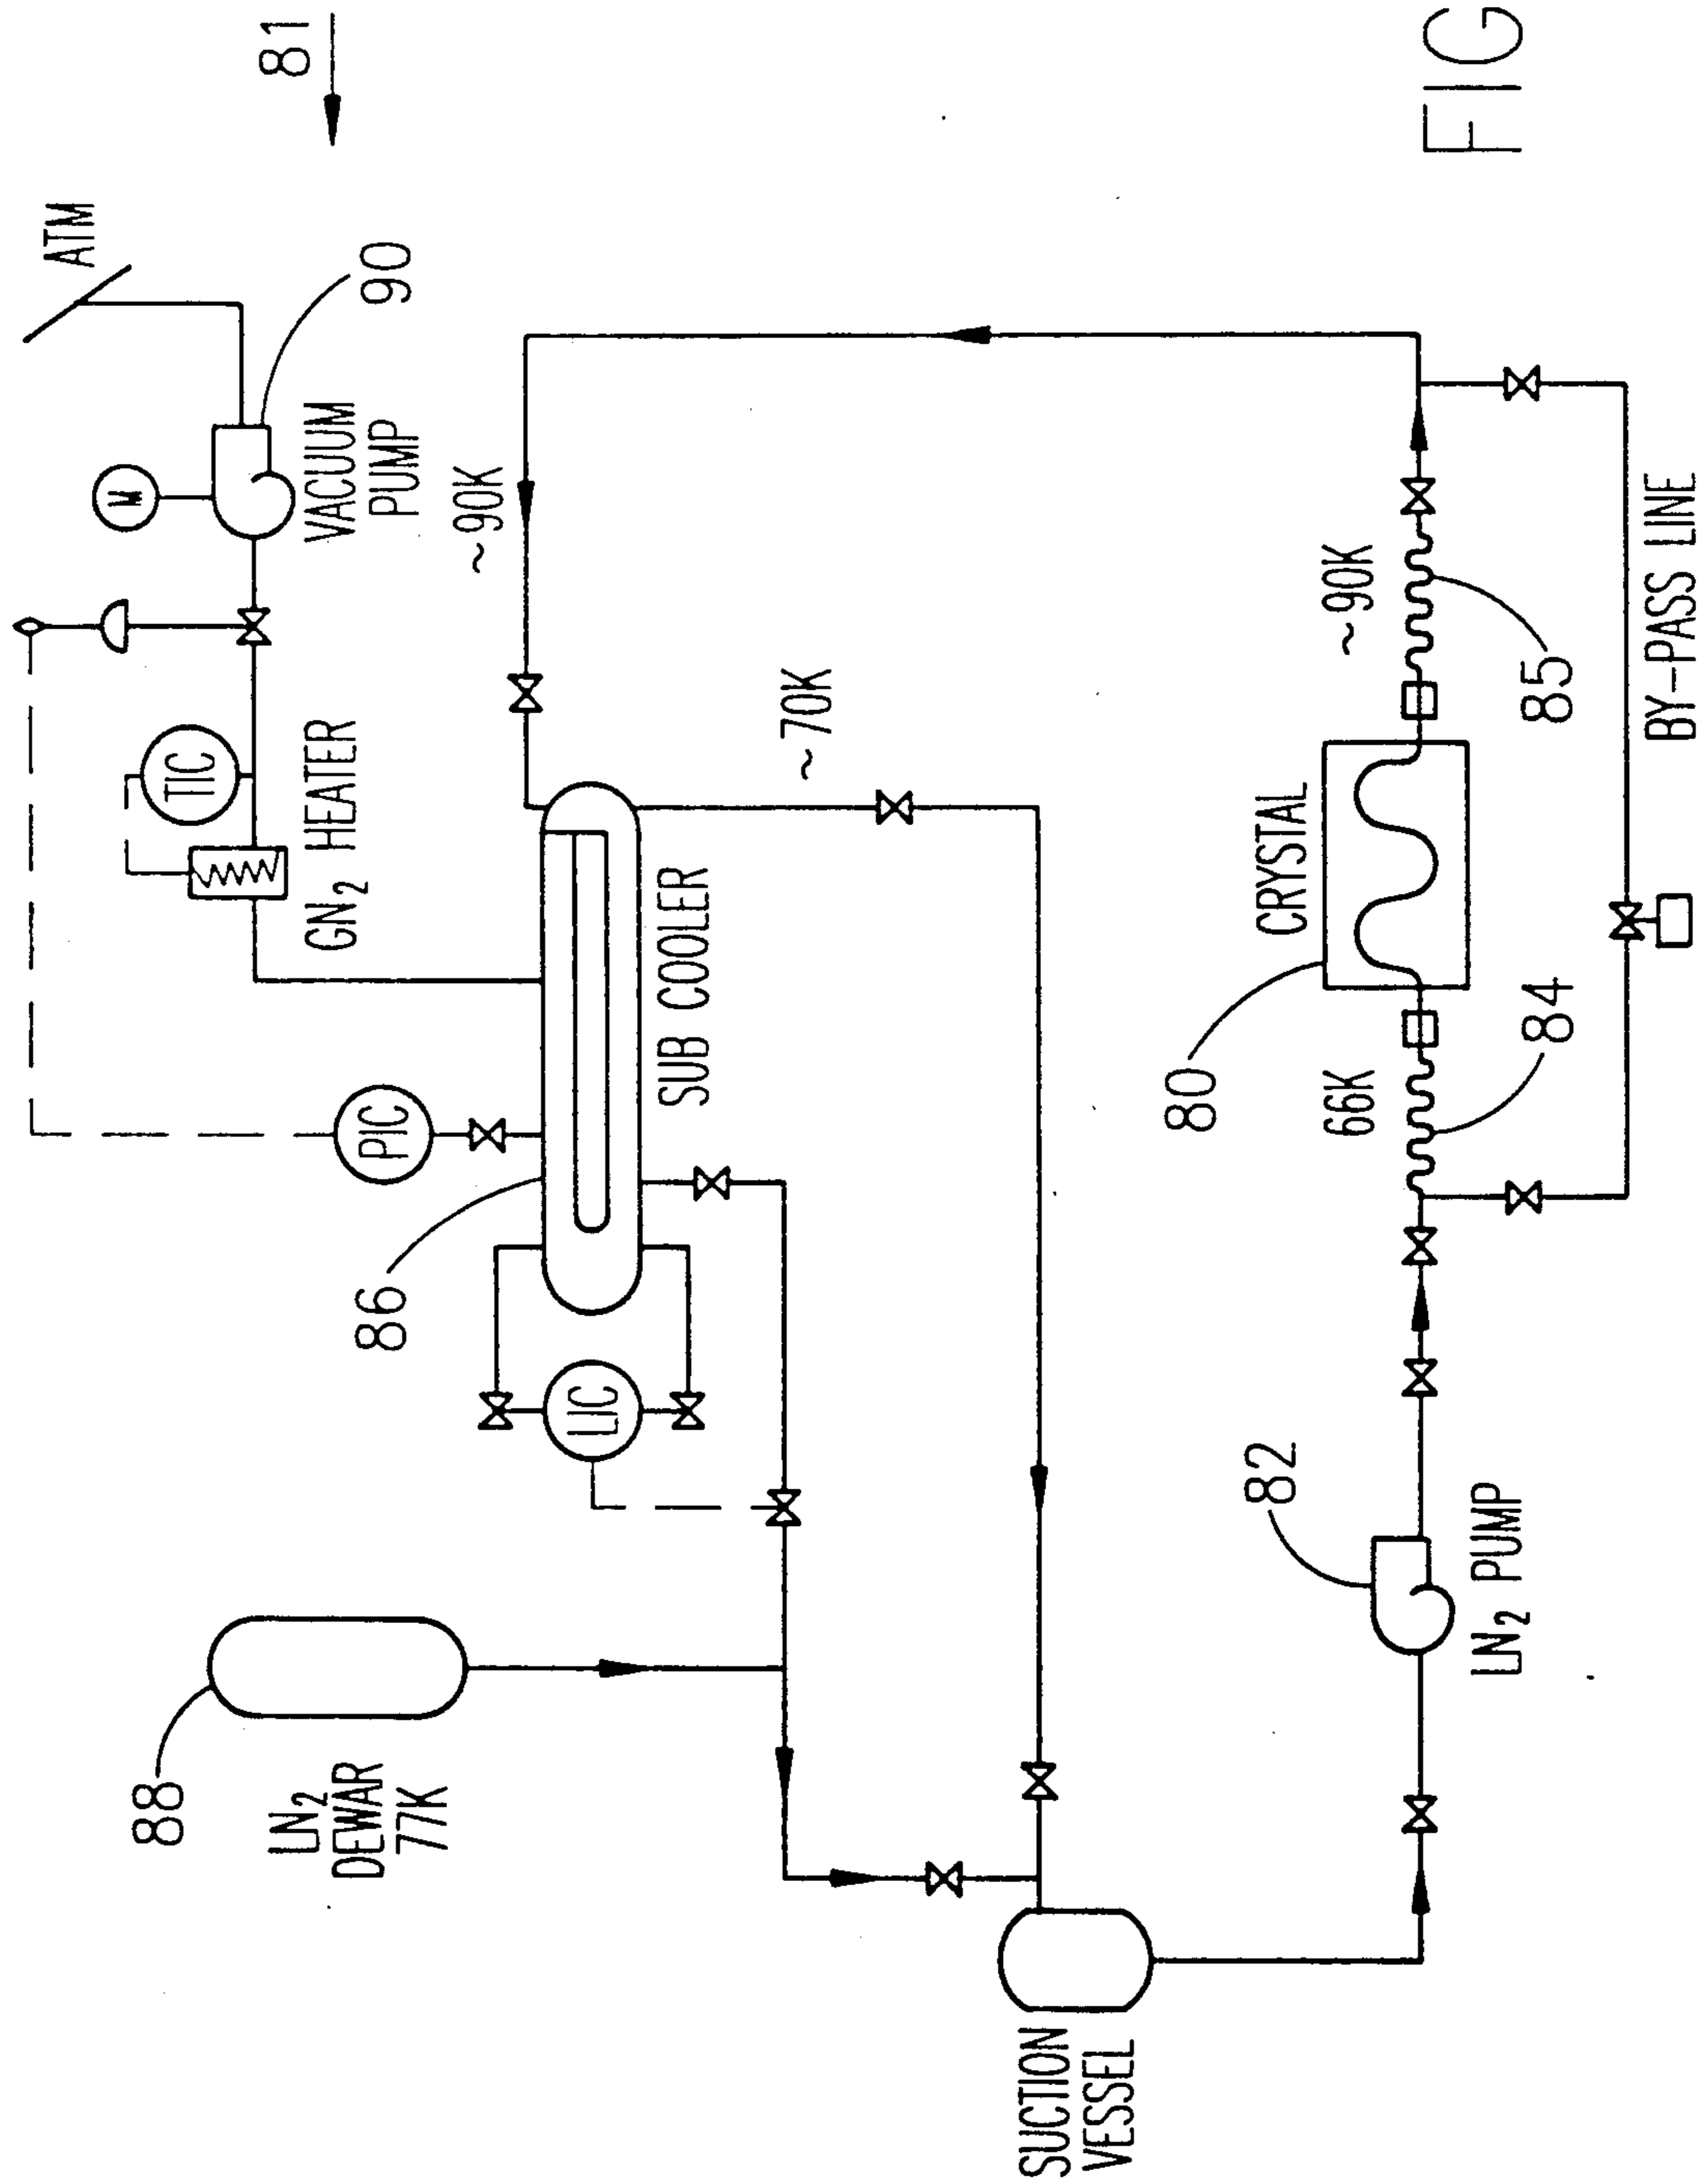 81
ATM
90
M
VACUUM
PUMP
TIC
GN₂ HEATER
~90K
PIC
86
SUB COOLER
~70K
LIC
88
LN₂
DEWAR
77K
SUCTION
VESSEL
82
LN₂ PUMP
80
CRYSTAL
66K
84
~90K
85
BY-PASS LINE
FIG